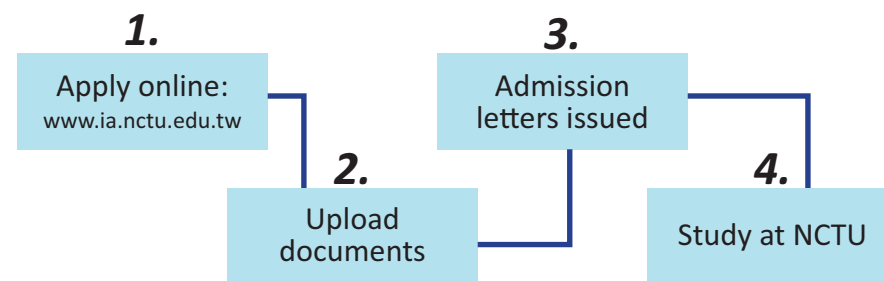 1.
Apply online:
www.ia.nctu.edu.tw
2.
Upload
documents
3.
Admission
letters issued
4.
Study at NCTU